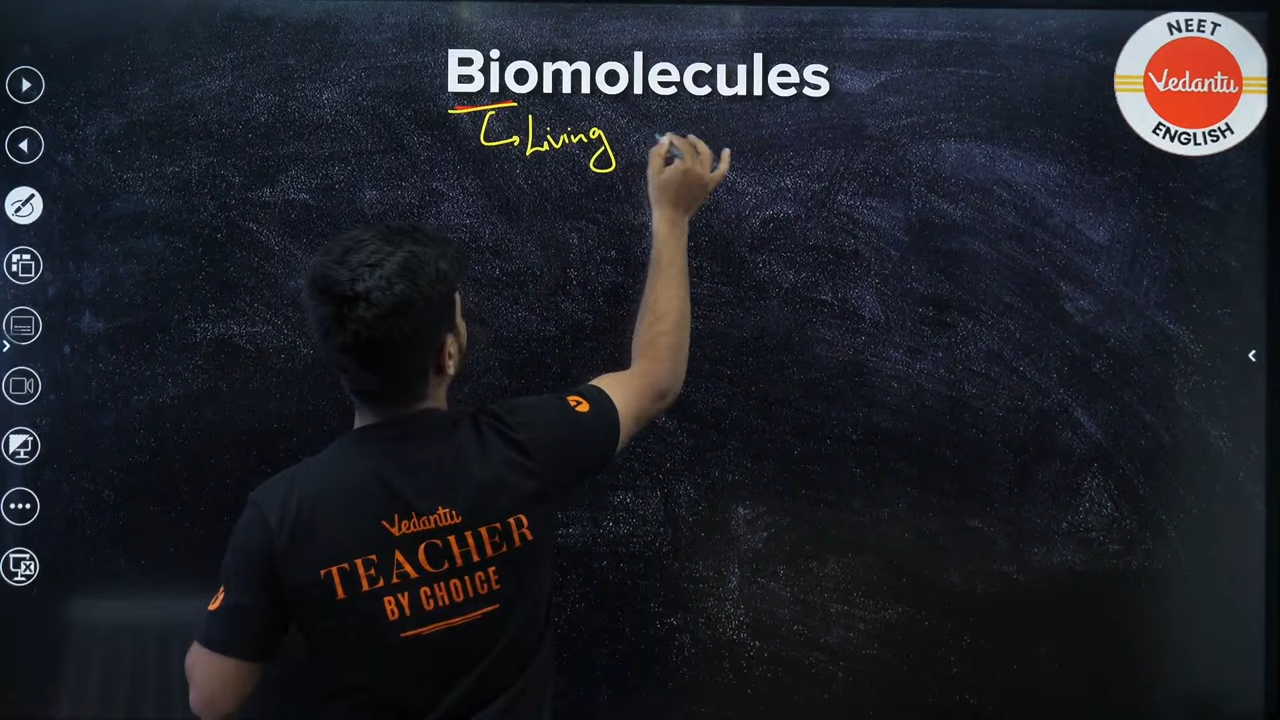 Biomolecules
Living
NEET
Vedantu
ENGLISH
Vedantu
TEACHER
BY CHOICE